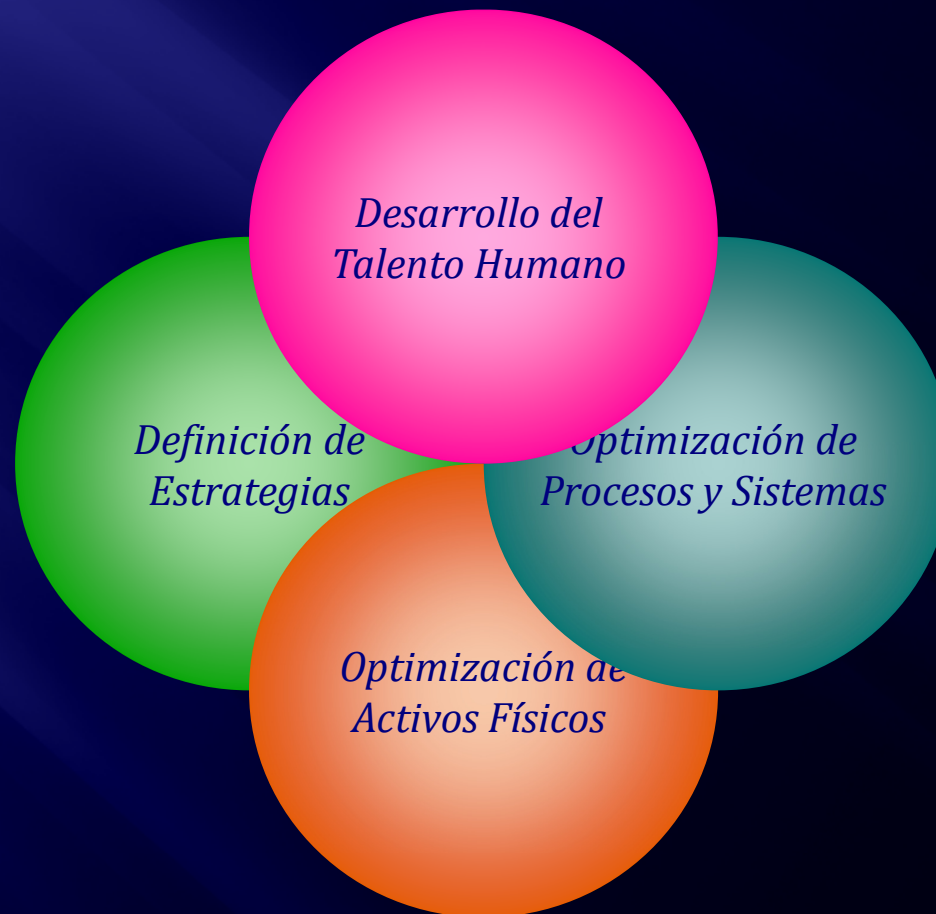 Desarrollo del
Talento Humano
Definición de
Estrategias
Optimización de
Procesos y Sistemas
Optimización de
Activos Físicos